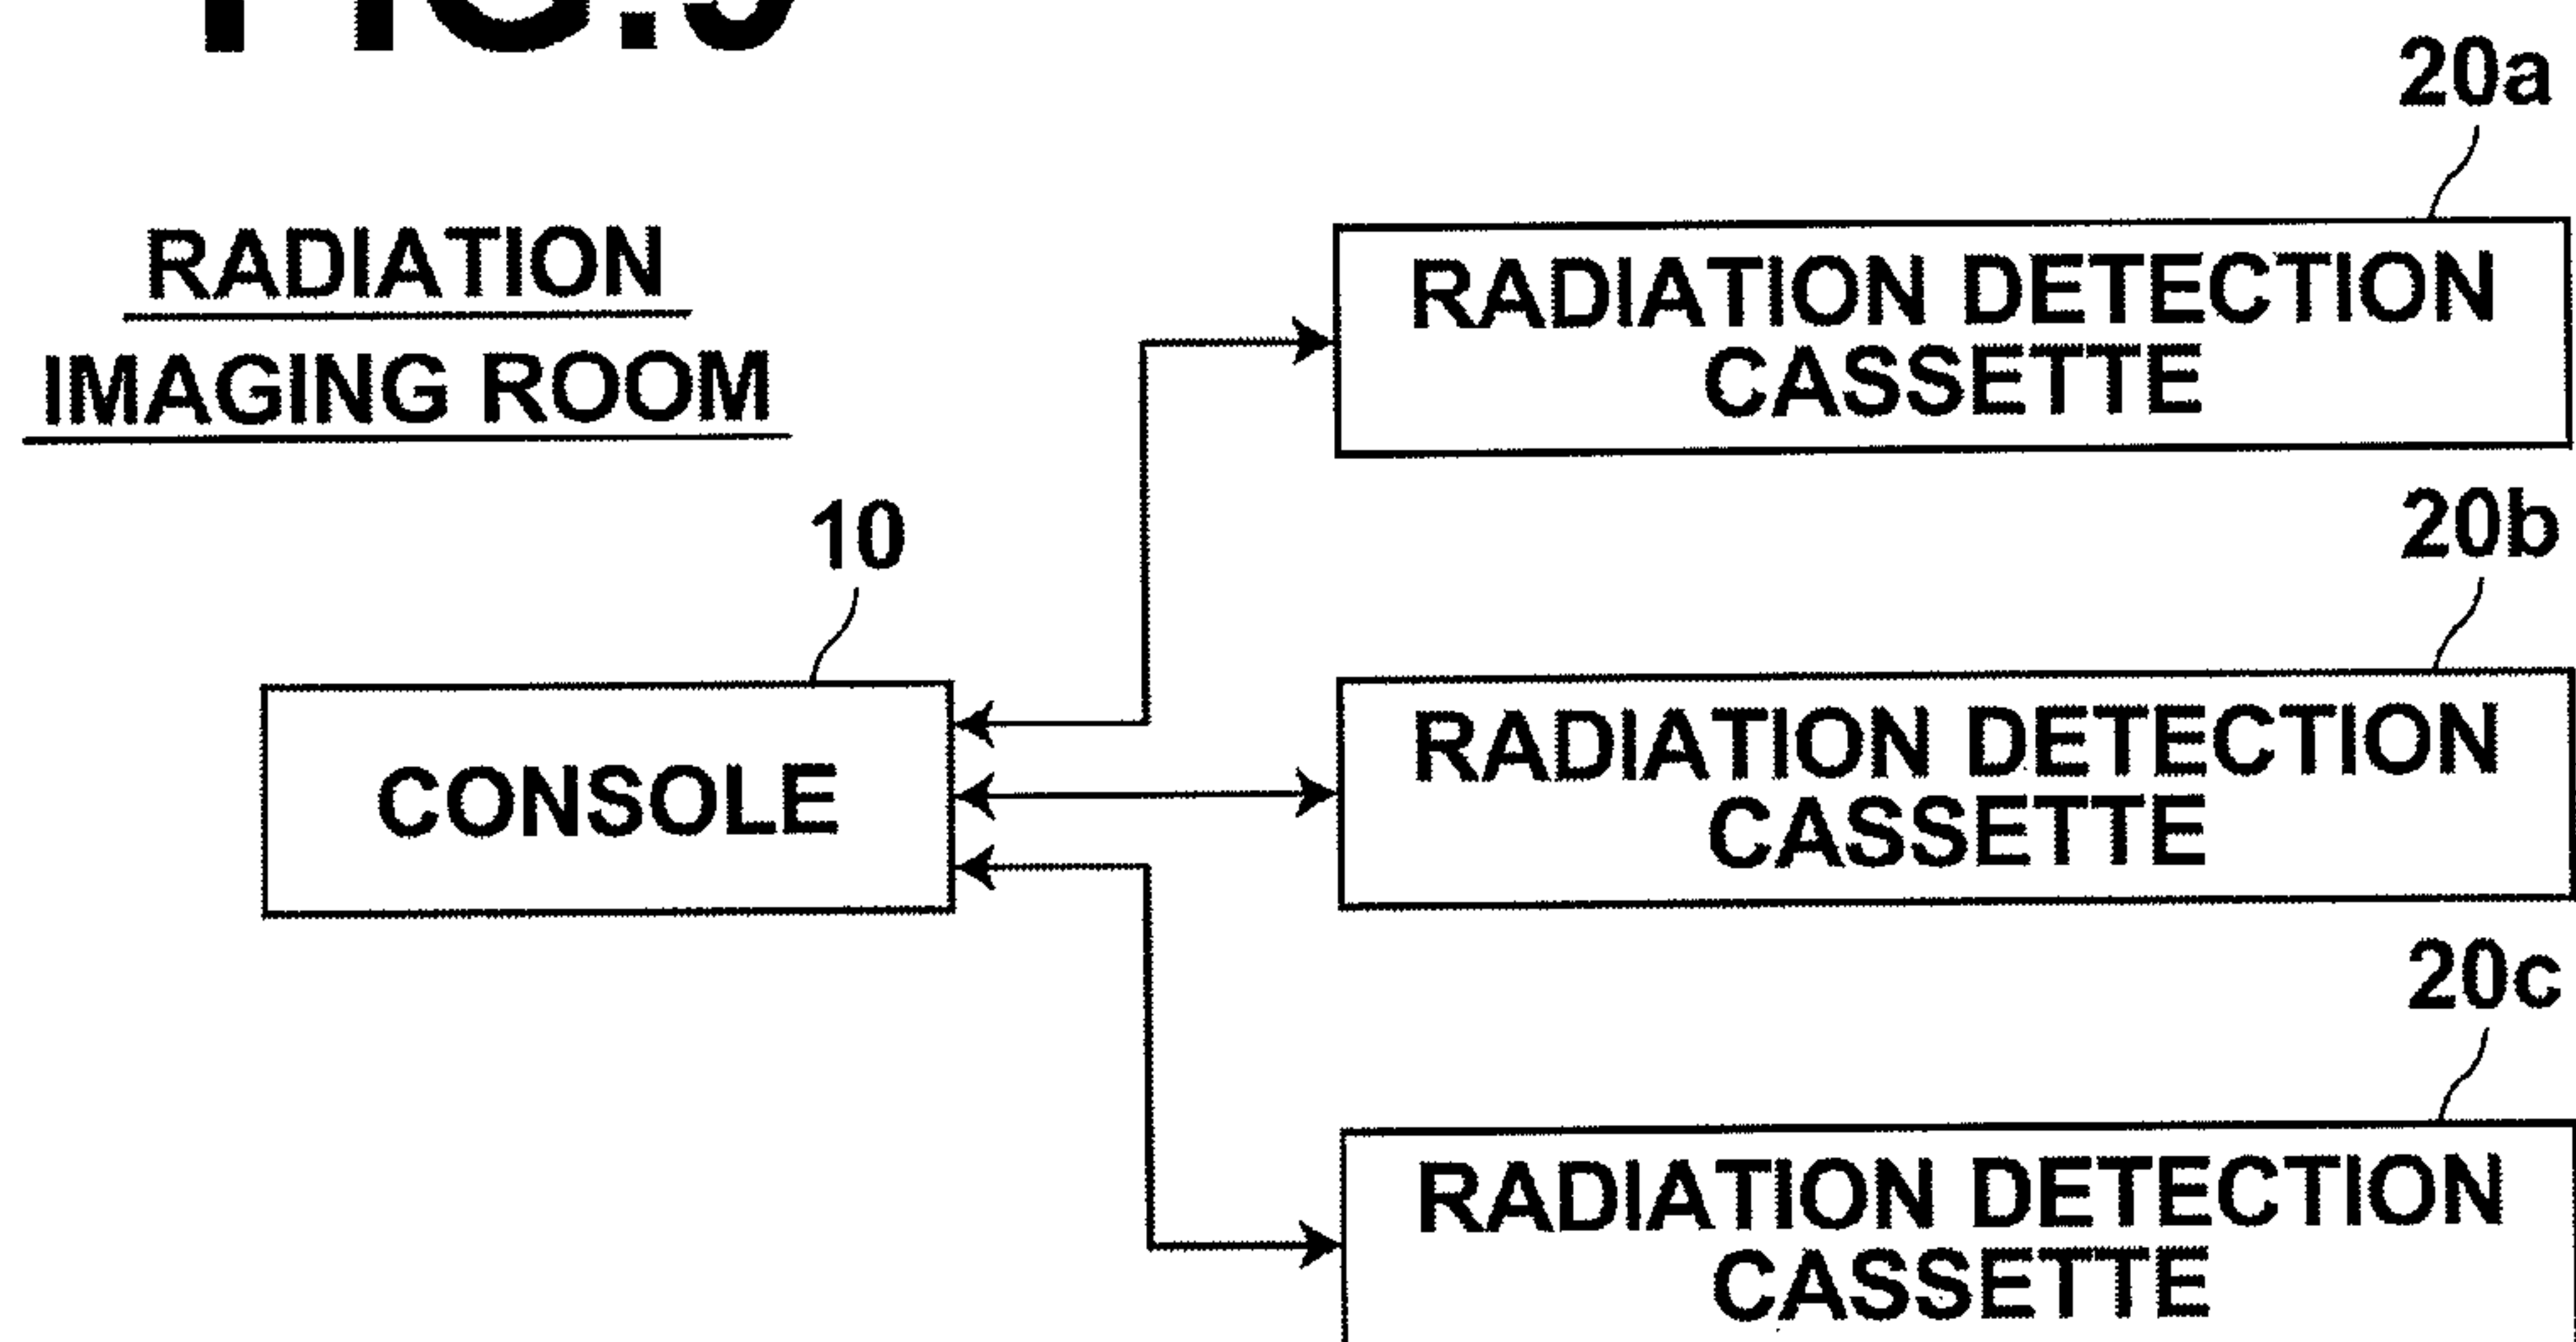 RADIATION
IMAGING ROOM
20a
RADIATION DETECTION
CASSETTE
10
CONSOLE
20b
RADIATION DETECTION
CASSETTE
20c
RADIATION DETECTION
CASSETTE